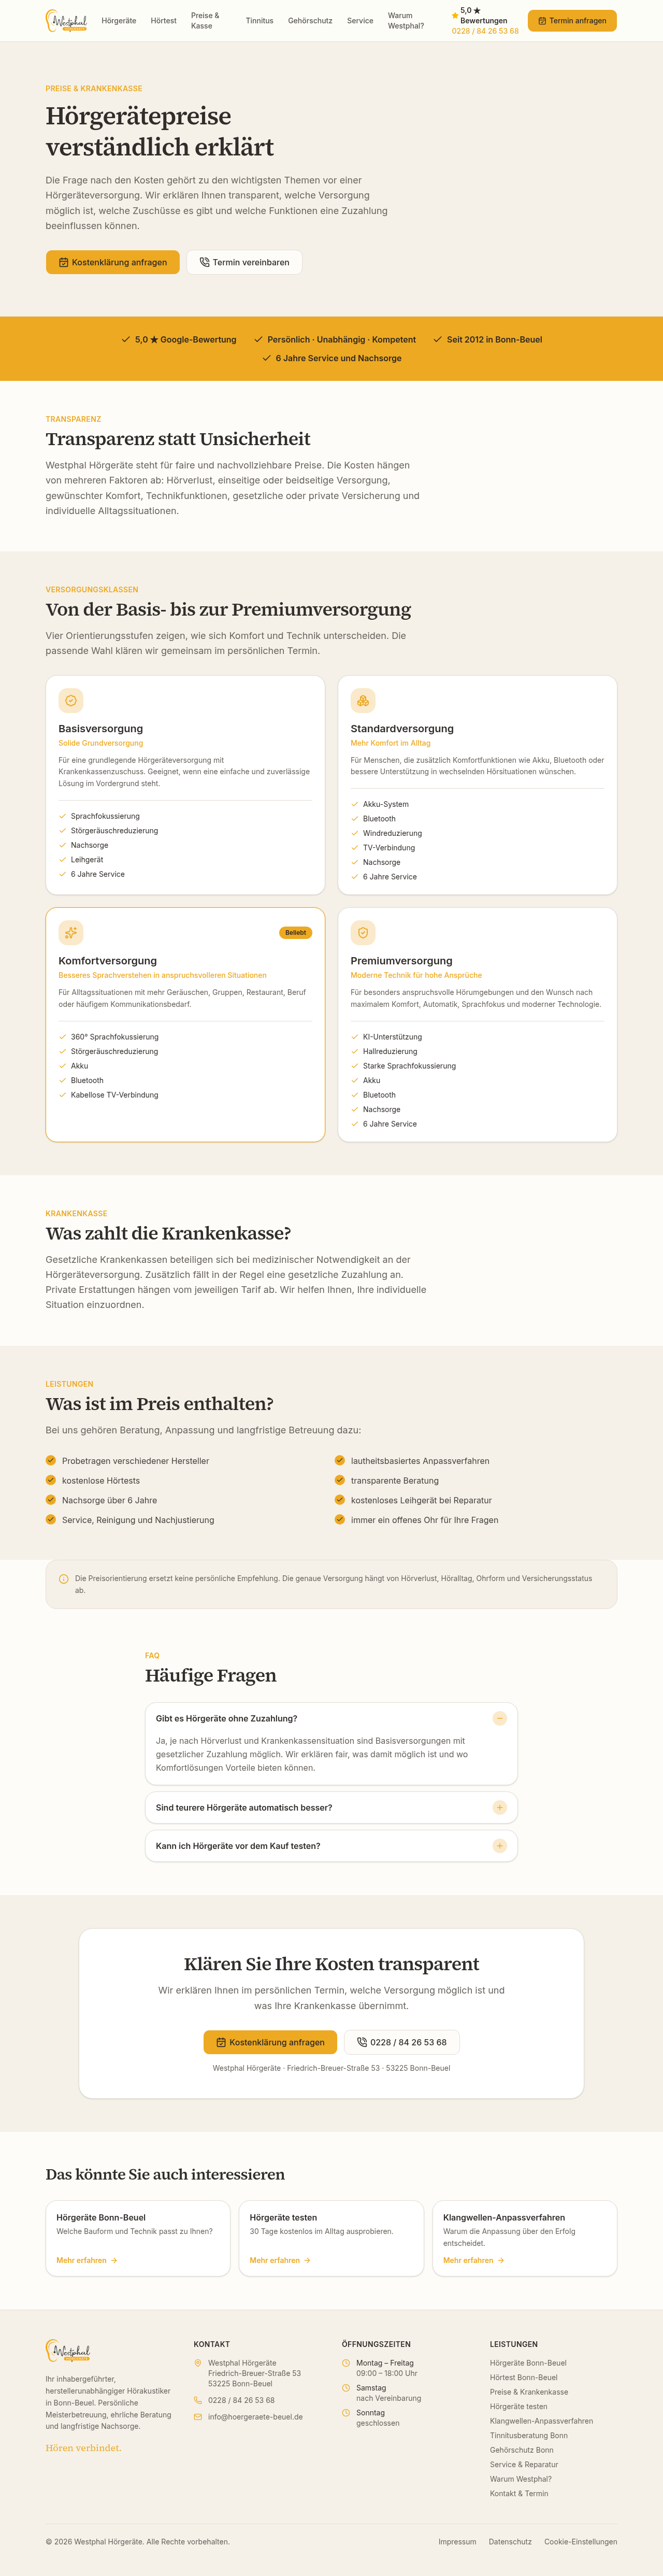 Westphal
Hörgeräte
Hörtest
Preise &
Kasse
Tinnitus
Gehörschutz
Service
Warum
Westphal?
5,0 ★
Bewertungen
0228 / 84 26 53 68
Termin anfragen
PREISE & KRANKENKASSE
Hörgerätepreise
verständlich erklärt
Die Frage nach den Kosten gehört zu den wichtigsten Themen vor einer
Hörgeräteversorgung. Wir erklären Ihnen transparent, welche Versorgung
möglich ist, welche Zuschüsse es gibt und welche Funktionen eine Zuzahlung
beeinflussen können.
Kostenklärung anfragen
Termin vereinbaren
5,0 ★ Google-Bewertung
Persönlich · Unabhängig · Kompetent
Seit 2012 in Bonn-Beuel
6 Jahre Service und Nachsorge
TRANSPARENZ
Transparenz statt Unsicherheit
Westphal Hörgeräte steht für faire und nachvollziehbare Preise. Die Kosten hängen
von mehreren Faktoren ab: Hörverlust, einseitige oder beidseitige Versorgung,
gewünschter Komfort, Technikfunktionen, gesetzliche oder private Versicherung und
individuelle Alltagssituationen.
VERSORGUNGSKLASSEN
Von der Basis- bis zur Premiumversorgung
Vier Orientierungsstufen zeigen, wie sich Komfort und Technik unterscheiden. Die
passende Wahl klären wir gemeinsam im persönlichen Termin.
Basisversorgung
Solide Grundversorgung
Für eine grundlegende Hörgeräteversorgung mit
Krankenkassenzuschuss. Geeignet, wenn eine einfache und zuverlässige
Lösung im Vordergrund steht.
Sprachfokussierung
Störgeräuschreduzierung
Nachsorge
Leihgerät
6 Jahre Service
Standardversorgung
Mehr Komfort im Alltag
Für Menschen, die zusätzlich Komfortfunktionen wie Akku, Bluetooth oder
bessere Unterstützung in wechselnden Hörsituationen wünschen.
Akku-System
Bluetooth
Windreduzierung
TV-Verbindung
Nachsorge
6 Jahre Service
Beliebt
Komfortversorgung
Besseres Sprachverstehen in anspruchsvolleren Situationen
Für Alltagssituationen mit mehr Geräuschen, Gruppen, Restaurant, Beruf
oder häufigem Kommunikationsbedarf.
360° Sprachfokussierung
Störgeräuschreduzierung
Akku
Bluetooth
Kabellose TV-Verbindung
Premiumversorgung
Moderne Technik für hohe Ansprüche
Für besonders anspruchsvolle Hörumgebungen und den Wunsch nach
maximalem Komfort, Automatik, Sprachfokus und moderner Technologie.
KI-Unterstützung
Hallreduzierung
Starke Sprachfokussierung
Akku
Bluetooth
Nachsorge
6 Jahre Service
KRANKENKASSE
Was zahlt die Krankenkasse?
Gesetzliche Krankenkassen beteiligen sich bei medizinischer Notwendigkeit an der
Hörgeräteversorgung. Zusätzlich fällt in der Regel eine gesetzliche Zuzahlung an.
Private Erstattungen hängen vom jeweiligen Tarif ab. Wir helfen Ihnen, Ihre individuelle
Situation einzuordnen.
LEISTUNGEN
Was ist im Preis enthalten?
Bei uns gehören Beratung, Anpassung und langfristige Betreuung dazu:
Probetragen verschiedener Hersteller
lautheitsbasiertes Anpassverfahren
kostenlose Hörtests
transparente Beratung
Nachsorge über 6 Jahre
kostenloses Leihgerät bei Reparatur
Service, Reinigung und Nachjustierung
immer ein offenes Ohr für Ihre Fragen
Die Preisorientierung ersetzt keine persönliche Empfehlung. Die genaue Versorgung hängt von Hörverlust, Höralltag, Ohrform und Versicherungsstatus
ab.
FAQ
Häufige Fragen
Gibt es Hörgeräte ohne Zuzahlung?
Ja, je nach Hörverlust und Krankenkassensituation sind Basisversorgungen mit
gesetzlicher Zuzahlung möglich. Wir erklären fair, was damit möglich ist und wo
Komfortlösungen Vorteile bieten können.
Sind teurere Hörgeräte automatisch besser?
Kann ich Hörgeräte vor dem Kauf testen?
Klären Sie Ihre Kosten transparent
Wir erklären Ihnen im persönlichen Termin, welche Versorgung möglich ist und
was Ihre Krankenkasse übernimmt.
Kostenklärung anfragen
0228 / 84 26 53 68
Westphal Hörgeräte · Friedrich-Breuer-Straße 53 · 53225 Bonn-Beuel
Das könnte Sie auch interessieren
Hörgeräte Bonn-Beuel
Welche Bauform und Technik passt zu Ihnen?
Mehr erfahren
Hörgeräte testen
30 Tage kostenlos im Alltag ausprobieren.
Mehr erfahren
Klangwellen-Anpassverfahren
Warum die Anpassung über den Erfolg
entscheidet.
Mehr erfahren
Westphal
Ihr inhabergeführter,
herstellerunabhängiger Hörakustiker
in Bonn-Beuel. Persönliche
Meisterbetreuung, ehrliche Beratung
und langfristige Nachsorge.
Hören verbindet.
KONTAKT
Westphal Hörgeräte
Friedrich-Breuer-Straße 53
53225 Bonn-Beuel
0228 / 84 26 53 68
info@hoergeraete-beuel.de
ÖFFNUNGSZEITEN
Montag – Freitag
09:00 – 18:00 Uhr
Samstag
nach Vereinbarung
Sonntag
geschlossen
LEISTUNGEN
Hörgeräte Bonn-Beuel
Hörtest Bonn-Beuel
Preise & Krankenkasse
Hörgeräte testen
Klangwellen-Anpassverfahren
Tinnitusberatung Bonn
Gehörschutz Bonn
Service & Reparatur
Warum Westphal?
Kontakt & Termin
© 2026 Westphal Hörgeräte. Alle Rechte vorbehalten.
Impressum
Datenschutz
Cookie-Einstellungen